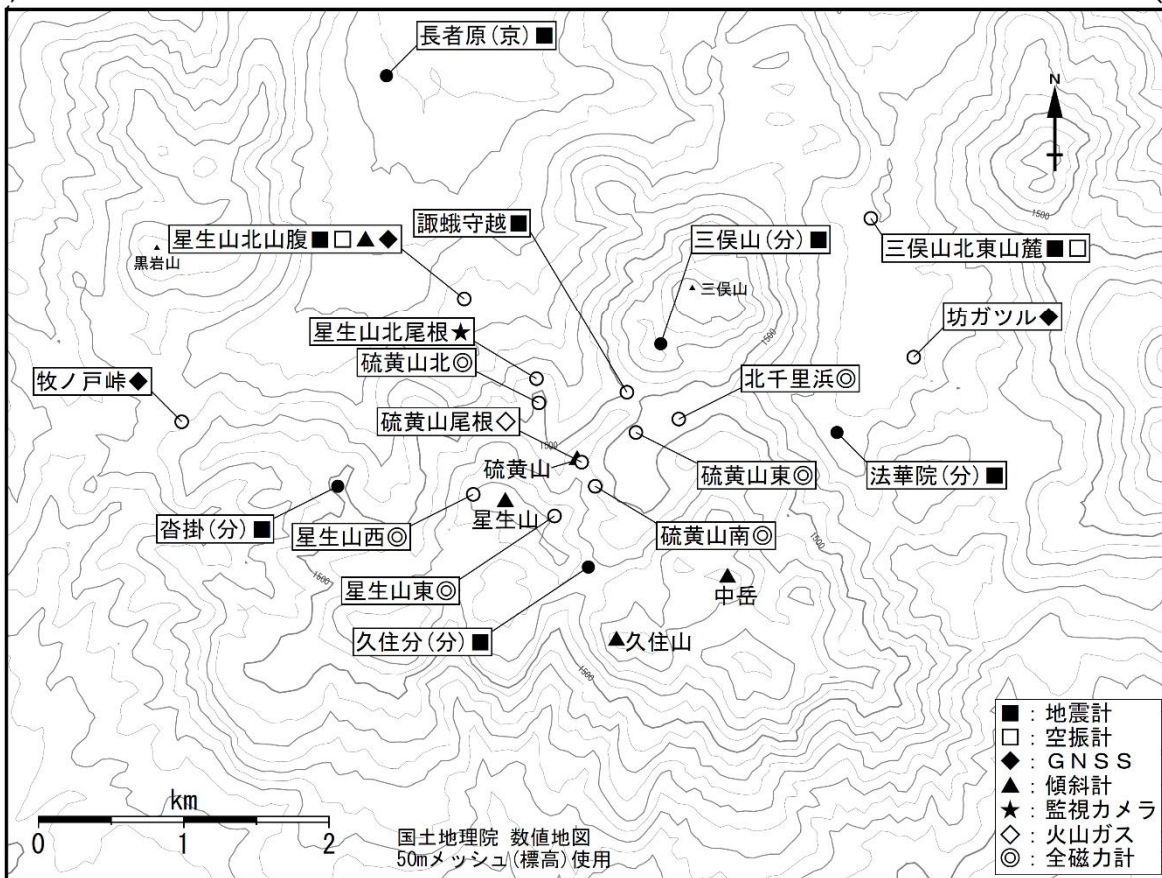 長者原(京)■
N
諏蛾守越■
星生山北山腹■□▲◆
三俣山(分)■
三俣山北東山麓■□
黒岩山
三俣山
1500
坊ガツル◆
星生山北尾根★
硫黄山北◎
1500
牧ノ戸峠◆
北千里浜◎
硫黄山尾根◇
1500
硫黄山
硫黄山東◎
法華院(分)■
沓掛(分)■
星生山西◎
星生山
硫黄山南◎
1500
1500
星生山東◎
中岳
久住分(分)■
久住山
1500
■：地震計
□：空振計
◆：GNSS
▲：傾斜計
★：監視カメラ
◇：火山ガス
◎：全磁力計
km
0 1 2
国土地理院 数値地図
50mメッシュ(標高)使用